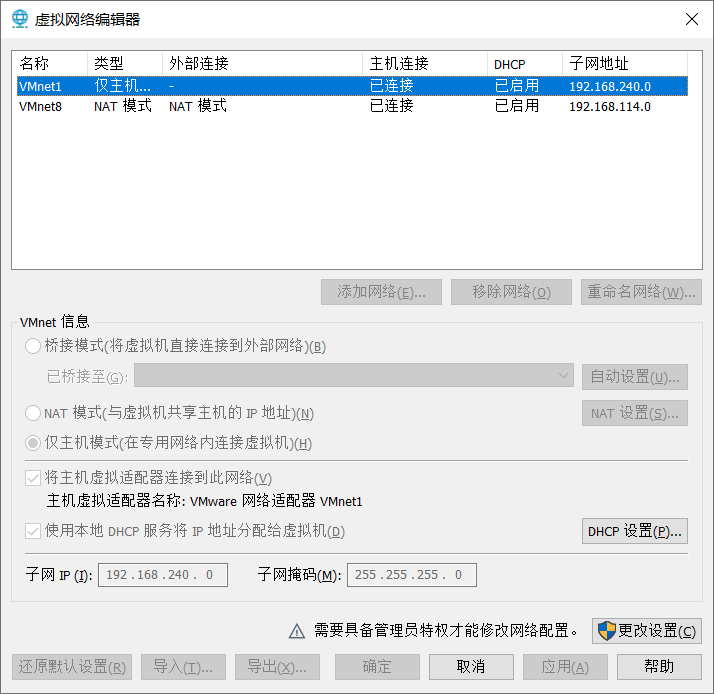 虚拟网络编辑器
名称 类型 外部连接 主机连接 DHCP 子网地址
VMnet1 仅主机... - 已连接 已启用 192.168.240.0
VMnet8 NAT 模式 NAT 模式 已连接 已启用 192.168.114.0
添加网络(E)... 移除网络(O) 重命名网络(W)...
VMnet 信息
桥接模式(将虚拟机直接连接到外部网络)(B)
已桥接至(G): 自动设置(U)...
NAT 模式(与虚拟机共享主机的 IP 地址)(N) NAT 设置(S)...
仅主机模式(在专用网络内连接虚拟机)(H)
将主机虚拟适配器连接到此网络(V)
主机虚拟适配器名称: VMware 网络适配器 VMnet1
使用本地 DHCP 服务将 IP 地址分配给虚拟机(D) DHCP 设置(P)...
子网 IP (I): 192 . 168 . 240 . 0 子网掩码(M): 255 . 255 . 255 . 0
需要具备管理员特权才能修改网络配置。 更改设置(C)
还原默认设置(R) 导入(T)... 导出(X)... 确定 取消 应用(A) 帮助